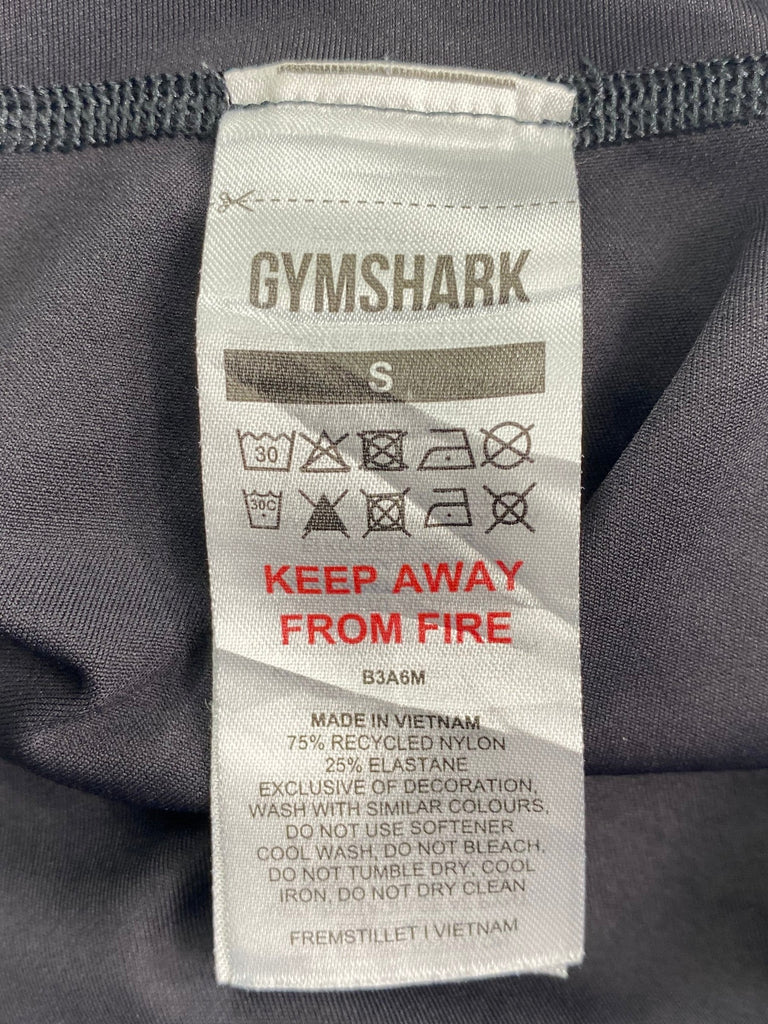 GYMSHARK
S
30
30C
KEEP AWAY
FROM FIRE
B3A6M
MADE IN VIETNAM
75% RECYCLED NYLON
25% ELASTANE
EXCLUSIVE OF DECORATION,
WASH WITH SIMILAR COLOURS,
DO NOT USE SOFTENER
COOL WASH, DO NOT BLEACH,
DO NOT TUMBLE DRY, COOL
IRON, DO NOT DRY CLEAN
FREMSTILLET I VIETNAM